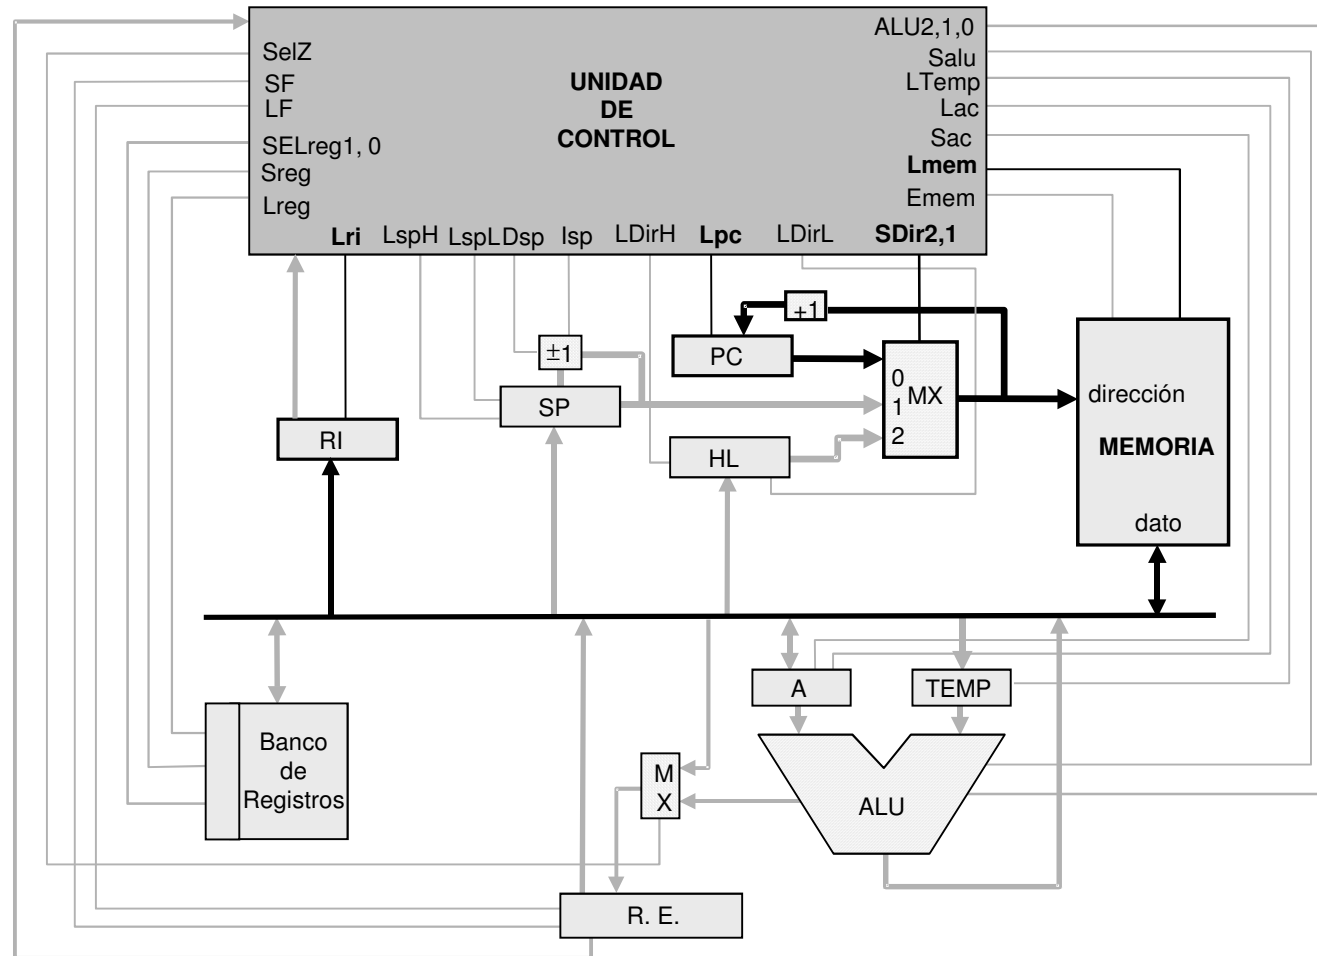 UNIDAD
DE
CONTROL
SelZ
SF
LF
SELreg1, 0
Sreg
Lreg
ALU2,1,0
Salu
LTemp
Lac
Sac
Lmem
Emem
Lri
LspH
LspL
Dsp
Isp
LDirH
Lpc
LDirL
SDir2,1
+1
±1
PC
SP
0
1
2
MX
dirección
MEMORIA
dato
RI
HL
A
TEMP
Banco
de
Registros
M
X
ALU
R. E.